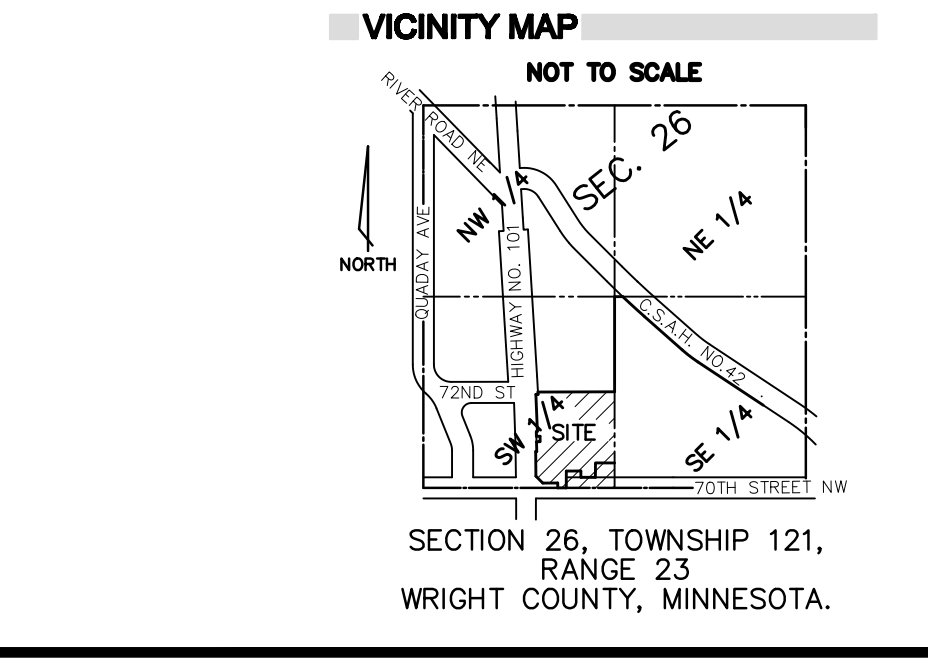 VICINITY MAP
NOT TO SCALE
RIVER ROAD NE
SEC. 26
NW 1/4
NE 1/4
QUADAY AVE
HIGHWAY NO. 101
NORTH
C.S.A.H. NO.42
72ND ST
SW 1/4
SITE
SE 1/4
70TH STREET NW
SECTION 26, TOWNSHIP 121,
RANGE 23
WRIGHT COUNTY, MINNESOTA.